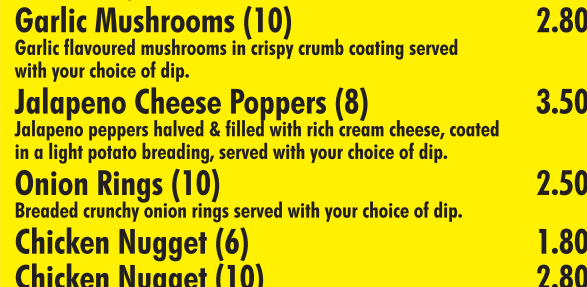 Garlic Mushrooms (10) 2.80
Garlic flavoured mushrooms in crispy crumb coating served
with your choice of dip.
Jalapeno Cheese Poppers (8) 3.50
Jalapeno peppers halved & filled with rich cream cheese, coated
in a light potato breading, served with your choice of dip.
Onion Rings (10) 2.50
Breaded crunchy onion rings served with your choice of dip.
Chicken Nugget (6) 1.80
Chicken Nugget (10) 2.80